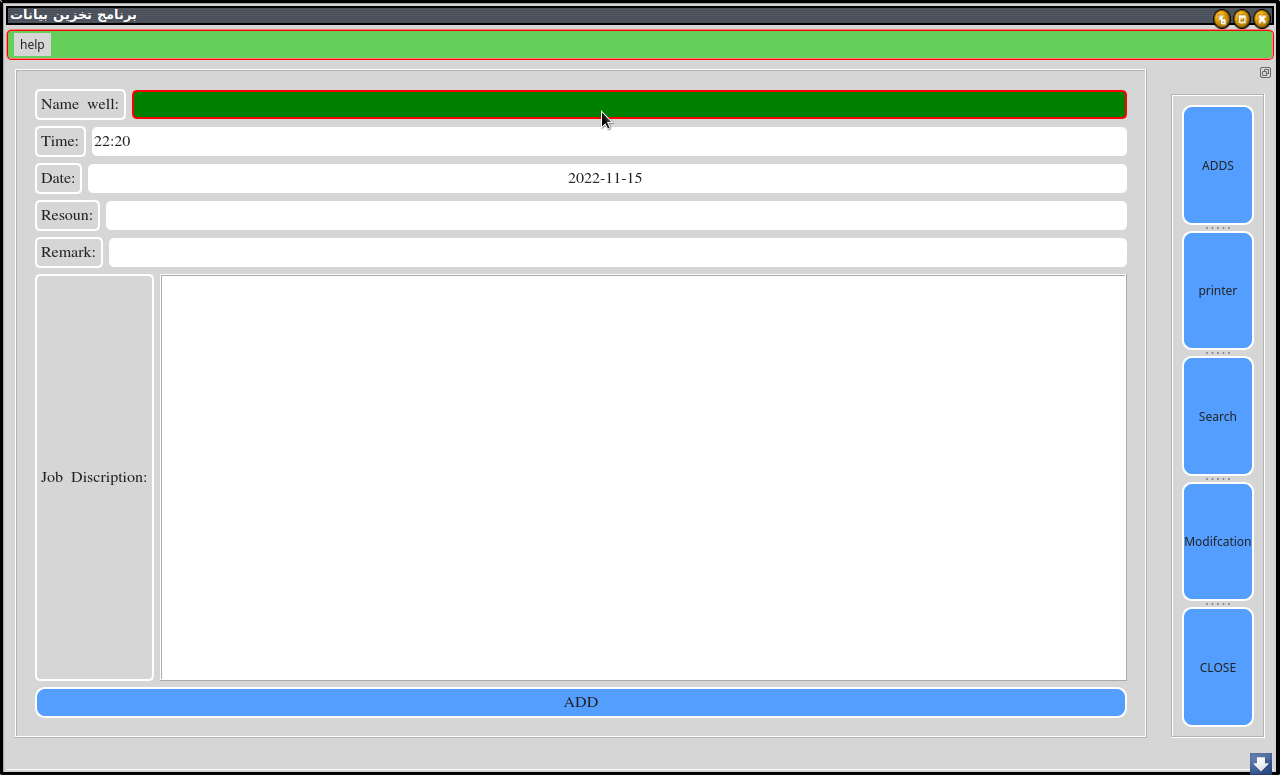 برنامج تخزين بيانات
help
Name well:
Time: 22:20
Date: 2022-11-15
Resoun:
Remark:
Job Discription:
ADD
ADDS
printer
Search
Modifcation
CLOSE